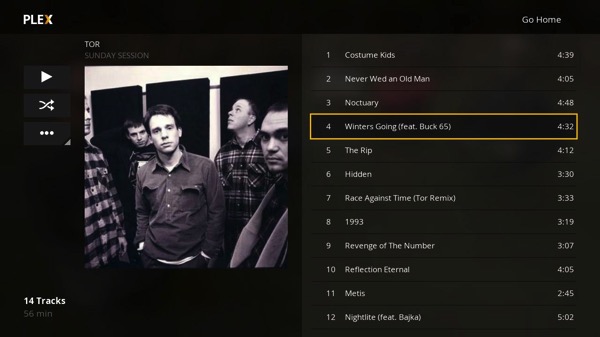 PLEX
Go Home
TOR
SUNDAY SESSION
14 Tracks
56 min
1 Costume Kids 4:39
2 Never Wed an Old Man 4:05
3 Noctuary 4:48
4 Winters Going (feat. Buck 65) 4:32
5 The Rip 4:12
6 Hidden 3:30
7 Race Against Time (Tor Remix) 3:33
8 1993 3:19
9 Revenge of The Number 3:07
10 Reflection Eternal 4:05
11 Metis 2:45
12 Nightlite (feat. Bajka) 5:02